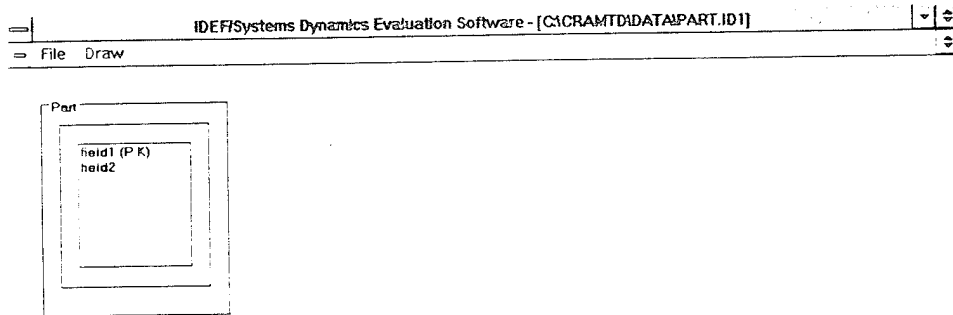 IDEF/Systems Dynamics Evaluation Software - [C:\CRAMTD\DATA\PART.ID1]
File Draw
Part
field1 (P K)
field2